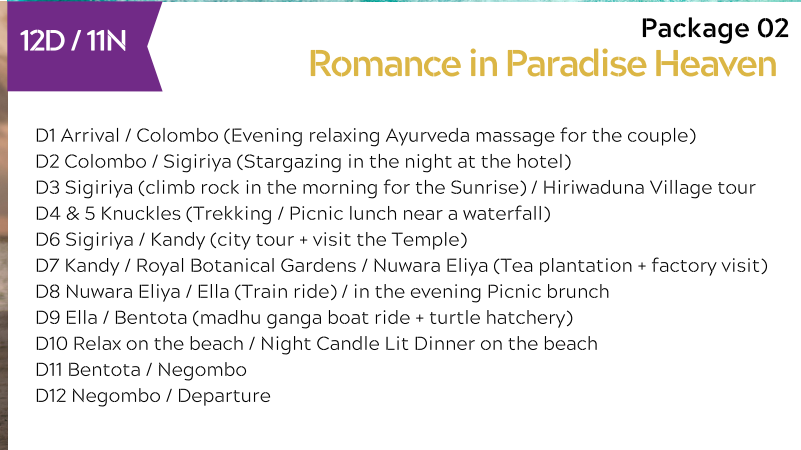 12D / 11N
Package 02
Romance in Paradise Heaven
D1 Arrival / Colombo (Evening relaxing Ayurveda massage for the couple)
D2 Colombo / Sigiriya (Stargazing in the night at the hotel)
D3 Sigiriya (climb rock in the morning for the Sunrise) / Hiriwaduna Village tour
D4 & 5 Knuckles (Trekking / Picnic lunch near a waterfall)
D6 Sigiriya / Kandy (city tour + visit the Temple)
D7 Kandy / Royal Botanical Gardens / Nuwara Eliya (Tea plantation + factory visit)
D8 Nuwara Eliya / Ella (Train ride) / in the evening Picnic brunch
D9 Ella / Bentota (madhu ganga boat ride + turtle hatchery)
D10 Relax on the beach / Night Candle Lit Dinner on the beach
D11 Bentota / Negombo
D12 Negombo / Departure